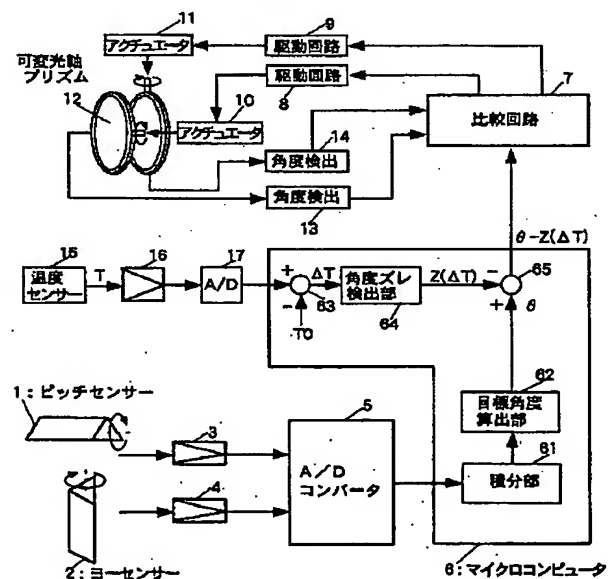 11
アクチュエータ
9
駆動回路
可変光軸
プリズム
12
駆動回路
8
7
比較回路
10
アクチュエータ
14
角度検出
角度検出
13
θ-Z(ΔT)
15
温度
センサー
T
16
17
A/D
+
-
63
T0
ΔT
角度ズレ
検出部
64
Z(ΔT)
-
65
+
θ
62
目標角度
算出部
1:ピッチセンサー
5
3
A/D
コンバータ
61
積分部
4
2:ヨーセンサー
6:マイクロコンピュータ